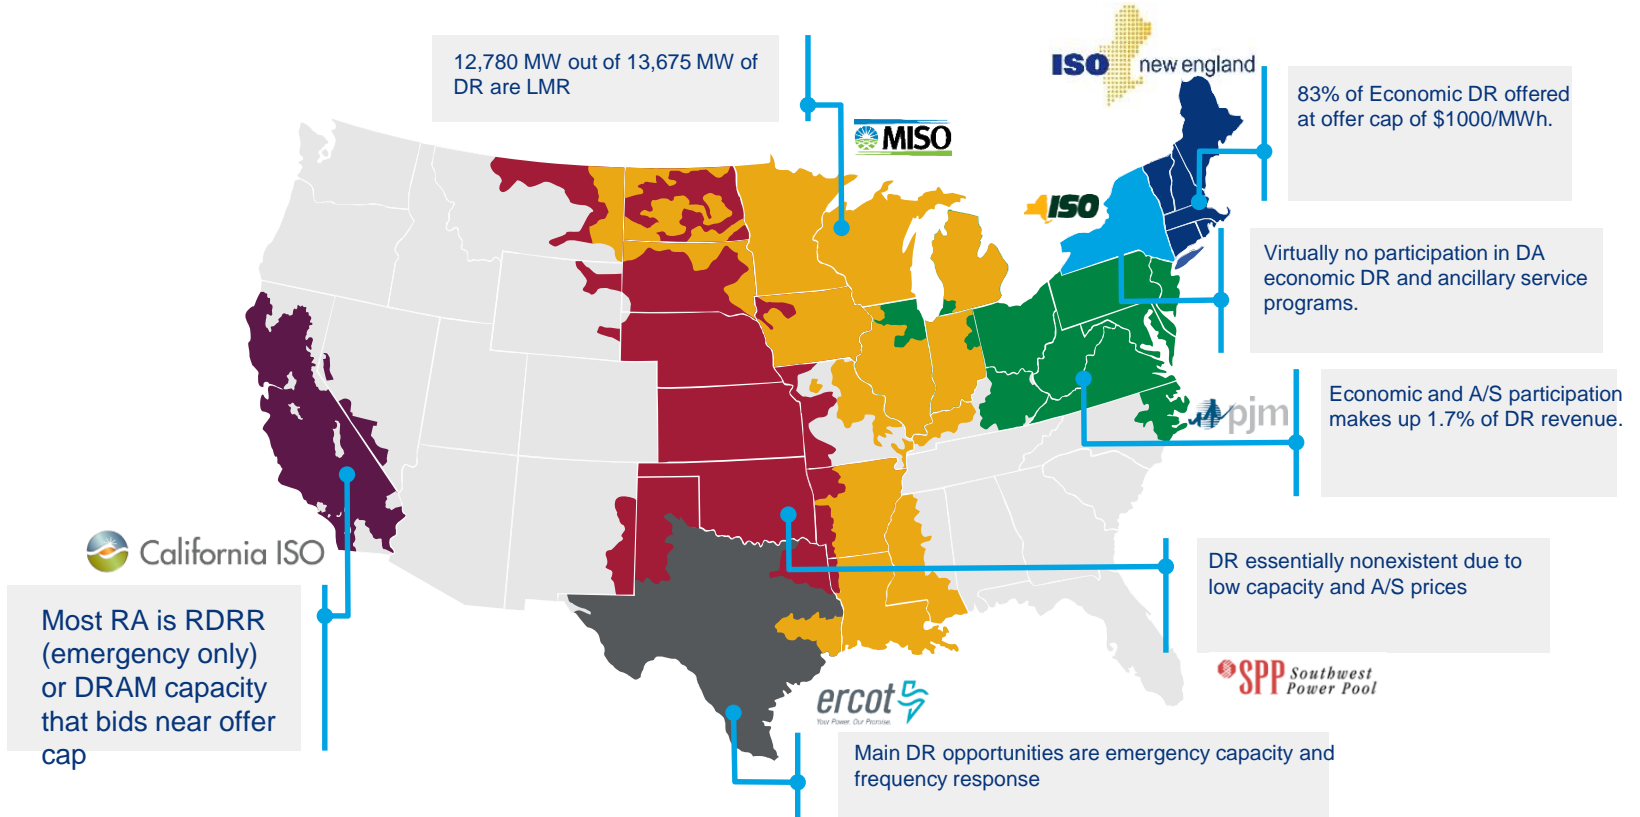 12,780 MW out of 13,675 MW of
DR are LMR
MISO
ISO
new england
83% of Economic DR offered
at offer cap of $1000/MWh.
ISO
Virtually no participation in DA
economic DR and ancillary service
programs.
Economic and A/S participation
makes up 1.7% of DR revenue.
pjm
California ISO
Most RA is RDRR
(emergency only)
or DRAM capacity
that bids near offer
cap
DR essentially nonexistent due to
low capacity and A/S prices
SPP Southwest
Power Pool
ercot
Your Power. Our Promise.
Main DR opportunities are emergency capacity and
frequency response